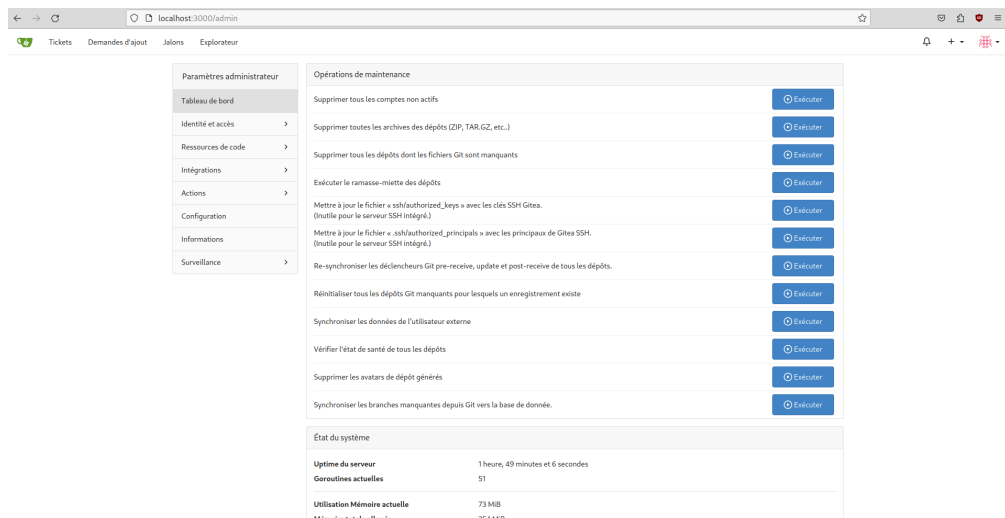 localhost:3000/admin
Tickets
Demandes d'ajout
Jalons
Explorateur
Paramètres administrateur
Tableau de bord
Identité et accès
Ressources de code
Intégrations
Actions
Configuration
Informations
Surveillance
Opérations de maintenance
Supprimer tous les comptes non actifs
Exécuter
Supprimer toutes les archives des dépôts (ZIP, TAR.GZ, etc..)
Exécuter
Supprimer tous les dépôts dont les fichiers Git sont manquants
Exécuter
Exécuter le ramasse-miette des dépôts
Exécuter
Mettre à jour le fichier « ssh/authorized_keys » avec les clés SSH Gitea.
(Inutile pour le serveur SSH intégré.)
Exécuter
Mettre à jour le fichier « .ssh/authorized_principals » avec les principaux de Gitea SSH.
(Inutile pour le serveur SSH intégré.)
Exécuter
Re-synchroniser les déclencheurs Git pre-receive, update et post-receive de tous les dépôts.
Exécuter
Réinitialiser tous les dépôts Git manquants pour lesquels un enregistrement existe
Exécuter
Synchroniser les données de l'utilisateur externe
Exécuter
Vérifier l'état de santé de tous les dépôts
Exécuter
Supprimer les avatars de dépôt générés
Exécuter
Synchroniser les branches manquantes depuis Git vers la base de donnée.
Exécuter
État du système
Uptime du serveur 1 heure, 49 minutes et 6 secondes
Goroutines actuelles 51
Utilisation Mémoire actuelle 73 MiB